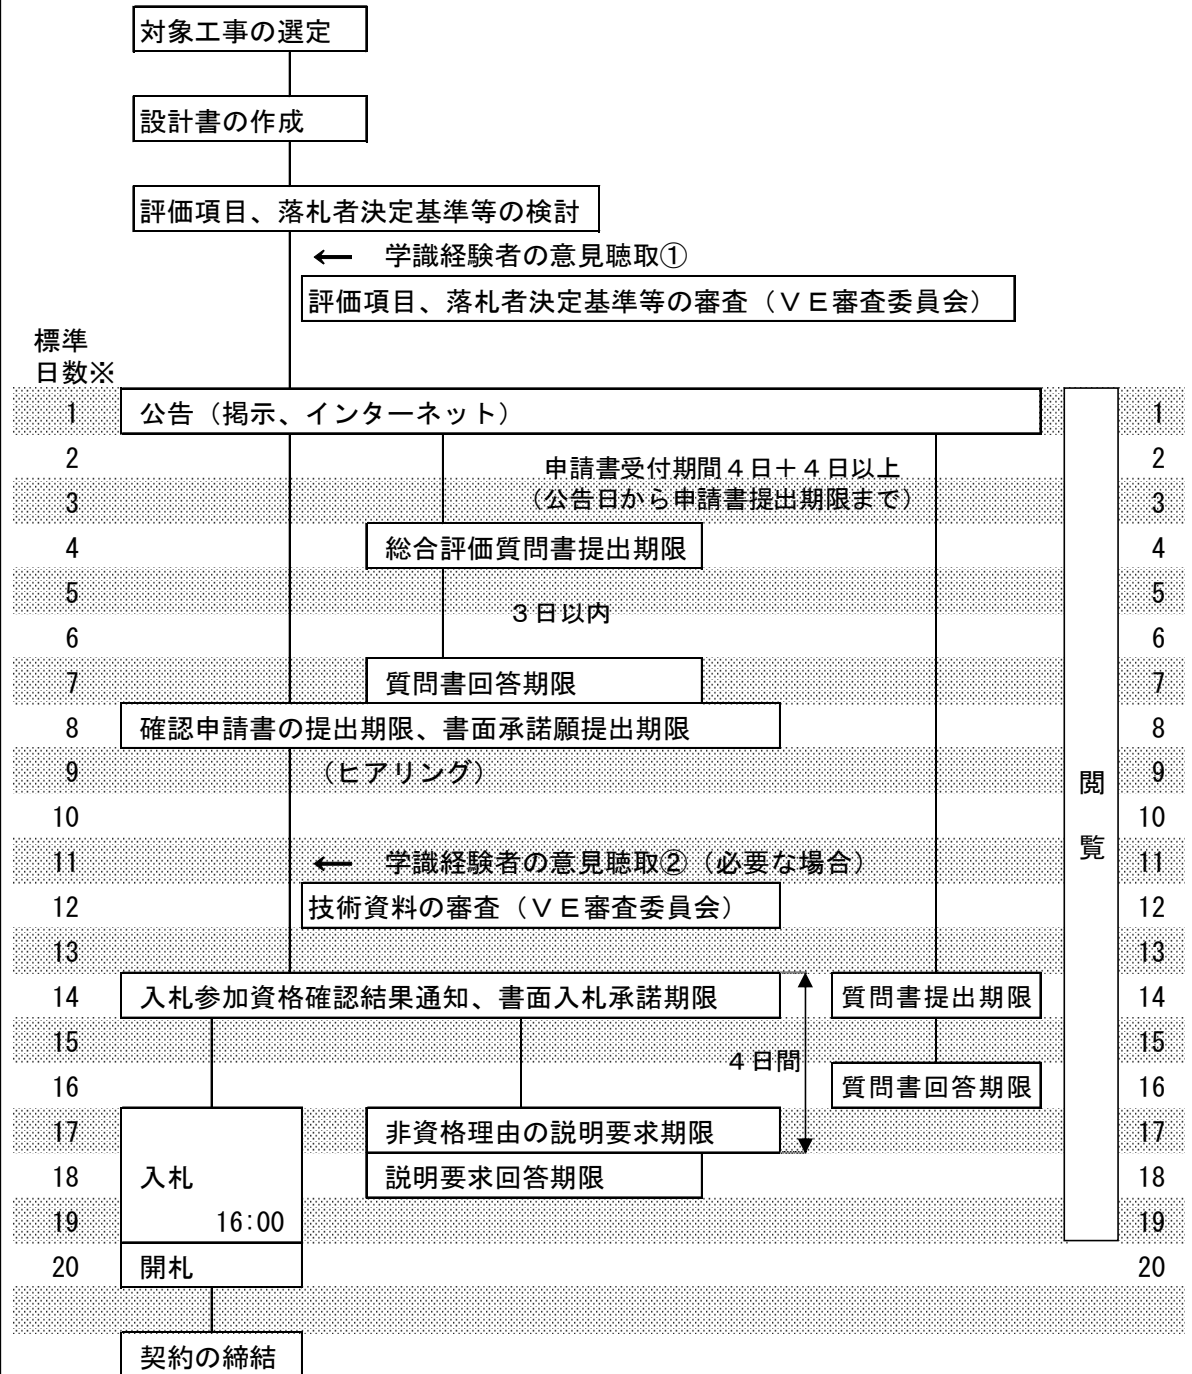 対象工事の選定
設計書の作成
評価項目、落札者決定基準等の検討
← 学識経験者の意見聴取①
評価項目、落札者決定基準等の審査（ＶＥ審査委員会）
標準
日数※
1 公告（掲示、インターネット） 1
2 申請書受付期間４日＋４日以上 2
3 （公告日から申請書提出期限まで） 3
4 総合評価質問書提出期限 4
5 5
３日以内
6 6
7 質問書回答期限 7
8 確認申請書の提出期限、書面承諾願提出期限 8
9 （ヒアリング） 9
閲
10 10
覧
11 ← 学識経験者の意見聴取②（必要な場合） 11
12 技術資料の審査（ＶＥ審査委員会） 12
13 13
14 入札参加資格確認結果通知、書面入札承諾期限 質問書提出期限 14
15 15
４日間
16 質問書回答期限 16
17 非資格理由の説明要求期限 17
18 入札 説明要求回答期限 18
19 16:00 19
20 開札 20
契約の締結